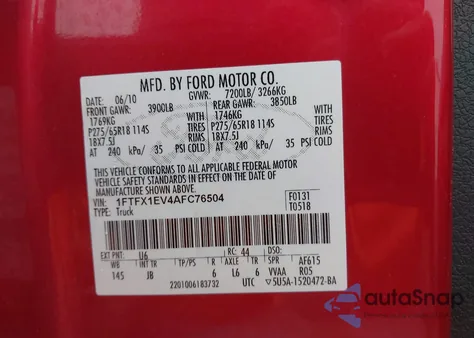 MFD. BY FORD MOTOR CO.
DATE: 06/10 GVWR: 7200LB/ 3266KG
FRONT GAWR: 3900LB REAR GAWR: 3850LB
1769KG WITH 1746KG WITH
P275/65R18 114S TIRES P275/65R18 114S TIRES
18X7.5J RIMS 18X7.5J RIMS
AT 240 kPa/ 35 PSI COLD AT 240 kPa/ 35 PSI COLD
THIS VEHICLE CONFORMS TO ALL APPLICABLE FEDERAL MOTOR
VEHICLE SAFETY STANDARDS IN EFFECT ON THE DATE OF
MANUFACTURE SHOWN ABOVE.
VIN: 1FTFX1EV4AFC76504
TYPE: Truck
F0131
T0518
EXT PNT: U6 RC: 44 DSO:
WB INT TR TP/PS R AXLE TR SPR AF615
145 JB 6 L6 6 VVAA R05
2201006183732 UTC 5U5A-1520472-BA
autoSnap